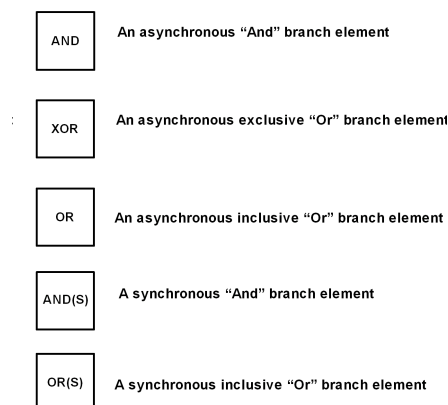 AND An asynchronous “And” branch element
: XOR An asynchronous exclusive “Or” branch element
OR An asynchronous inclusive “Or” branch element
AND(S) A synchronous “And” branch element
OR(S) A synchronous inclusive “Or” branch element